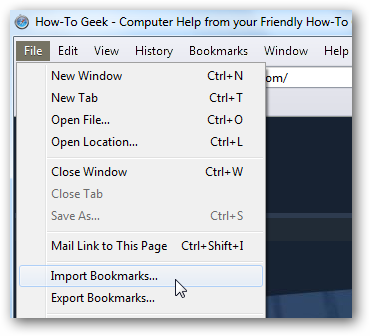 How-To Geek - Computer Help from your Friendly How-To
File Edit View History Bookmarks Window Help
om/
New Window Ctrl+N
New Tab Ctrl+T
Open File... Ctrl+O
Open Location... Ctrl+L
Close Window Ctrl+W
Close Tab
Save As... Ctrl+S
Mail Link to This Page Ctrl+Shift+I
Import Bookmarks...
Export Bookmarks...